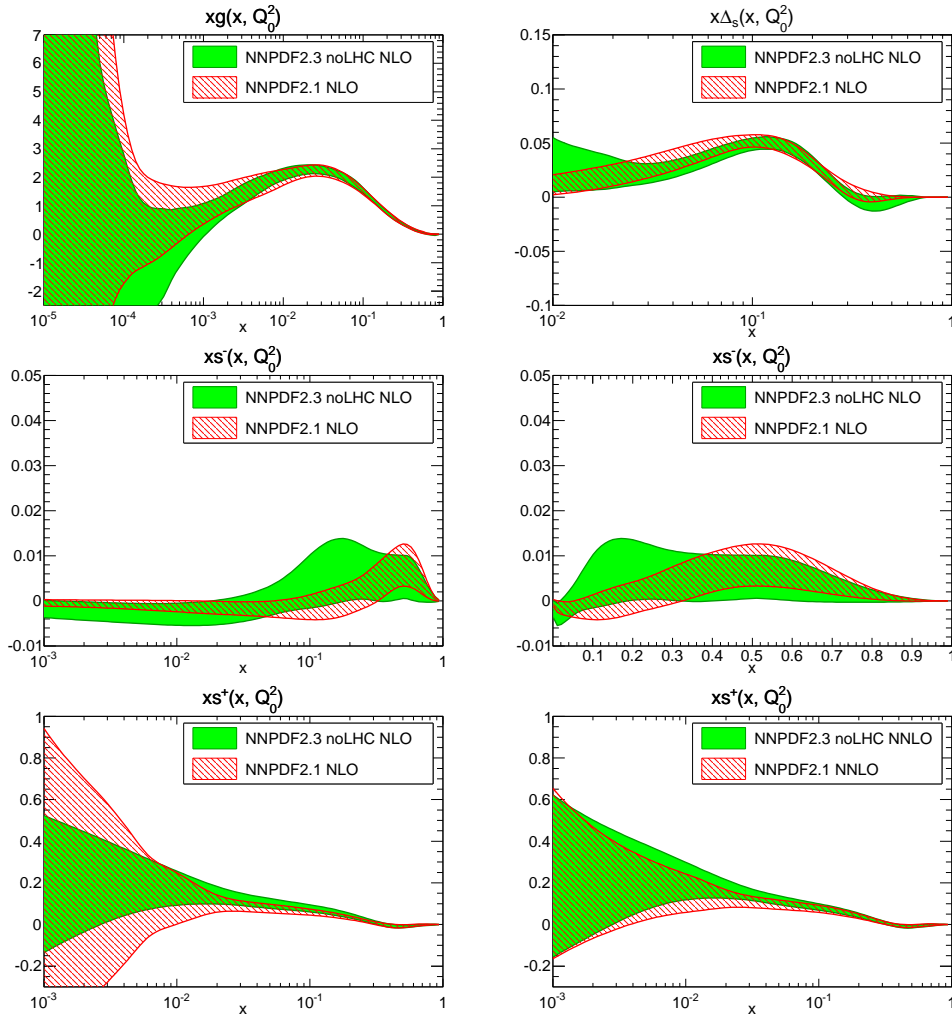 xg(x, Q₀²)
7
6
5
4
3
2
1
0
-1
-2
NNPDF2.3 noLHC NLO
NNPDF2.1 NLO
10⁻⁵ 10⁻⁴ 10⁻³ 10⁻² 10⁻¹ 1
x
xΔₛ(x, Q₀²)
0.15
0.1
0.05
0
-0.05
-0.1
NNPDF2.3 noLHC NLO
NNPDF2.1 NLO
10⁻² 10⁻¹ 1
x
xs⁻(x, Q₀²)
0.05
0.04
0.03
0.02
0.01
0
-0.01
NNPDF2.3 noLHC NLO
NNPDF2.1 NLO
10⁻³ 10⁻² 10⁻¹ 1
x
xs⁻(x, Q₀²)
0.05
0.04
0.03
0.02
0.01
0
-0.01
NNPDF2.3 noLHC NLO
NNPDF2.1 NLO
0.1 0.2 0.3 0.4 0.5 0.6 0.7 0.8 0.9 1
x
xs⁺(x, Q₀²)
1
0.8
0.6
0.4
0.2
0
-0.2
NNPDF2.3 noLHC NLO
NNPDF2.1 NLO
10⁻³ 10⁻² 10⁻¹ 1
x
xs⁺(x, Q₀²)
1
0.8
0.6
0.4
0.2
0
-0.2
NNPDF2.3 noLHC NNLO
NNPDF2.1 NNLO
10⁻³ 10⁻² 10⁻¹ 1
x